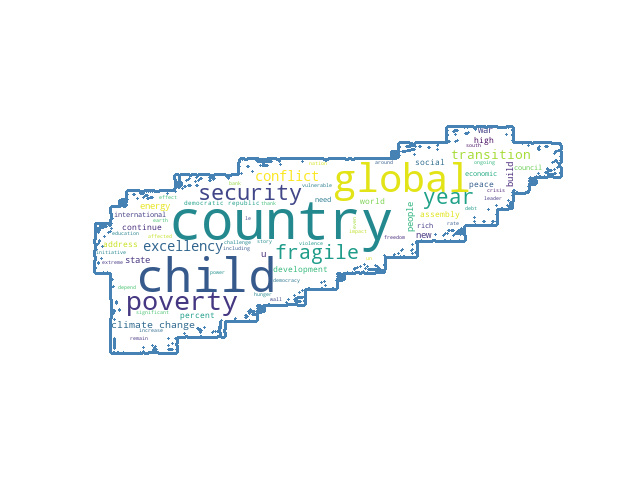 war
high
south
transition
global
social
around
economic
council
ongoing
build
peace
crisis
leader
conflict
security
vulnerable
need
world
year
people
debt
assembly
rate
rich
new
freedom
effect
energy
democratic republic
share
international
earth
continue
country
le
education
address
excellency
challenge
including
story
violence
fragile
impact
initiative
extreme
state
u
child
power
development
democracy
depend
poverty
hunger
wall
significant
percent
climate change
effected
increase
remain